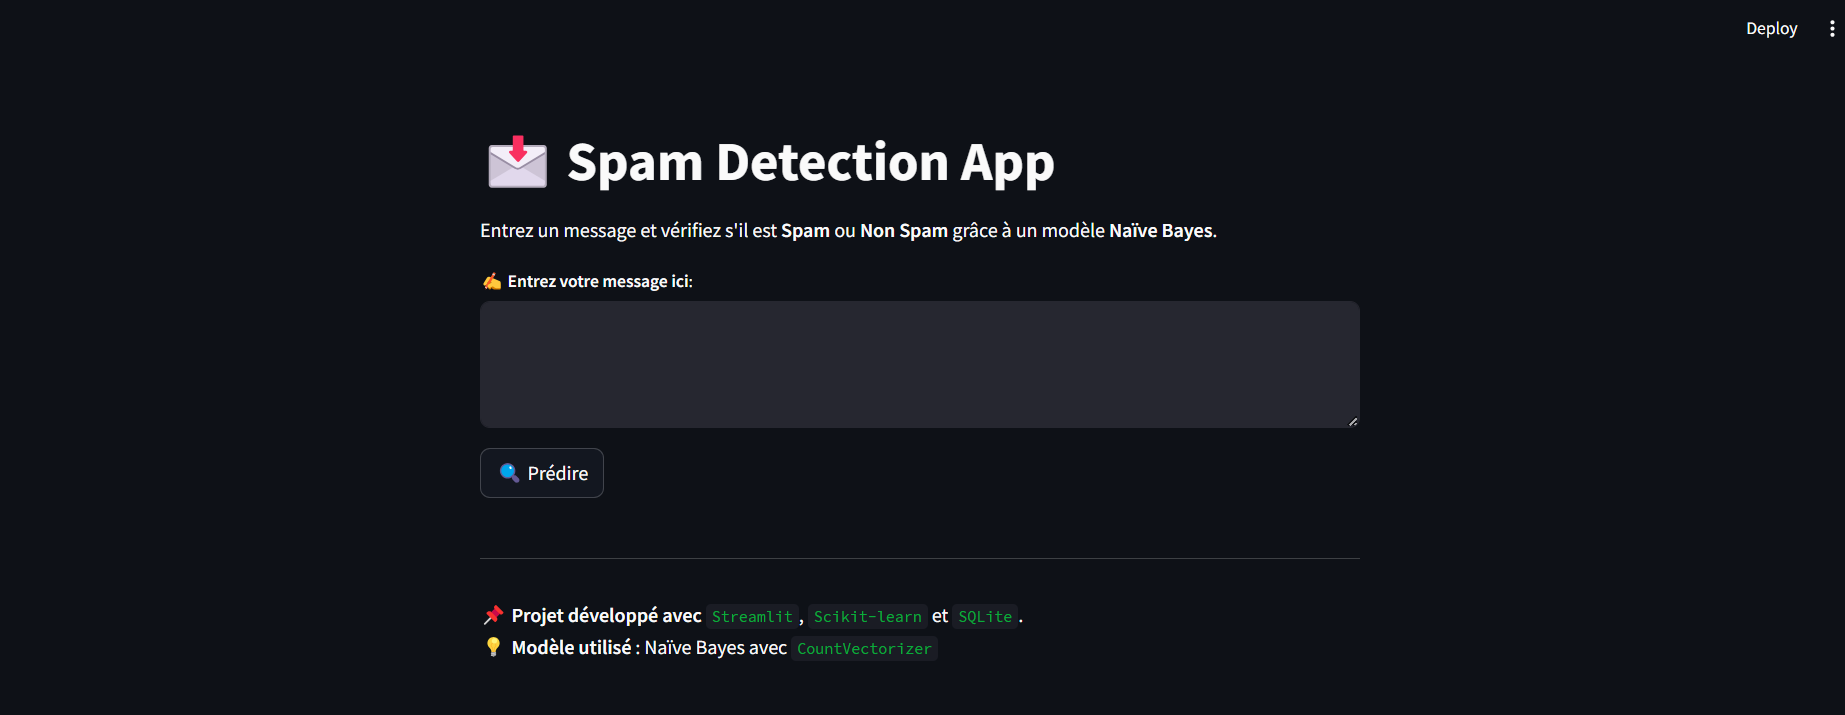 Deploy
Spam Detection App
Entrez un message et vérifiez s'il est Spam ou Non Spam grâce à un modèle Naïve Bayes.
Entrez votre message ici:
Prédire
Projet développé avec Streamlit, Scikit-learn et SQLite.
Modèle utilisé : Naïve Bayes avec CountVectorizer